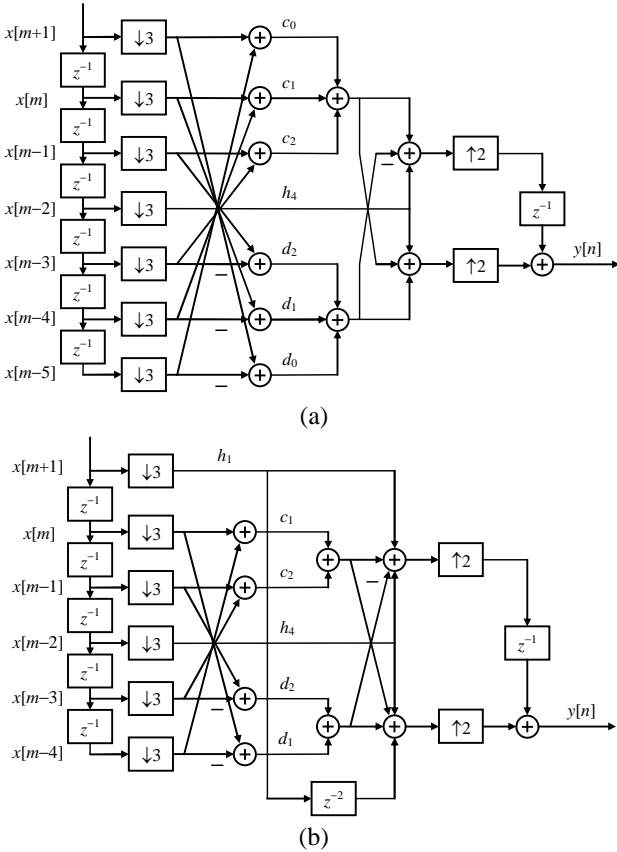 x[m+1] ↓3 c₀
z⁻¹
x[m] ↓3 c₁
z⁻¹
x[m−1] ↓3 c₂ − ↑2
z⁻¹
x[m−2] ↓3 h₄ z⁻¹
z⁻¹
x[m−3] ↓3 − d₂ ↑2 y[n]
z⁻¹
x[m−4] ↓3 − d₁
z⁻¹
x[m−5] ↓3 − d₀
(a)
x[m+1] ↓3 h₁
z⁻¹
x[m] ↓3 c₁
z⁻¹
x[m−1] ↓3 c₂ − ↑2
z⁻¹
x[m−2] ↓3 h₄ z⁻¹
z⁻¹
x[m−3] ↓3 − d₂ ↑2 y[n]
z⁻¹
x[m−4] ↓3 − d₁
z⁻²
(b)